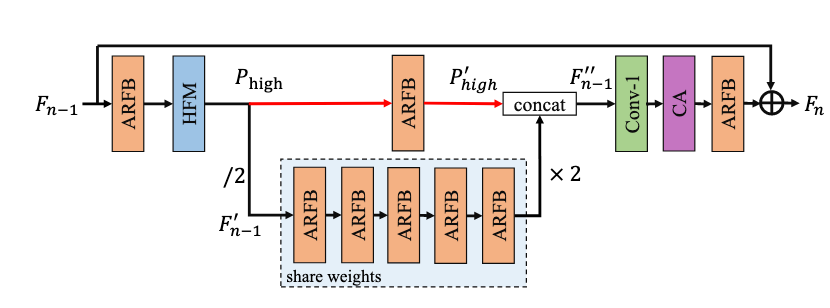 F_{n-1}
ARFB
HFM
P_{high}
ARFB
P'_{high}
concat
F''_{n-1}
Conv-1
CA
ARFB
F_n
/2
× 2
F'_{n-1}
ARFB
ARFB
ARFB
ARFB
ARFB
share weights